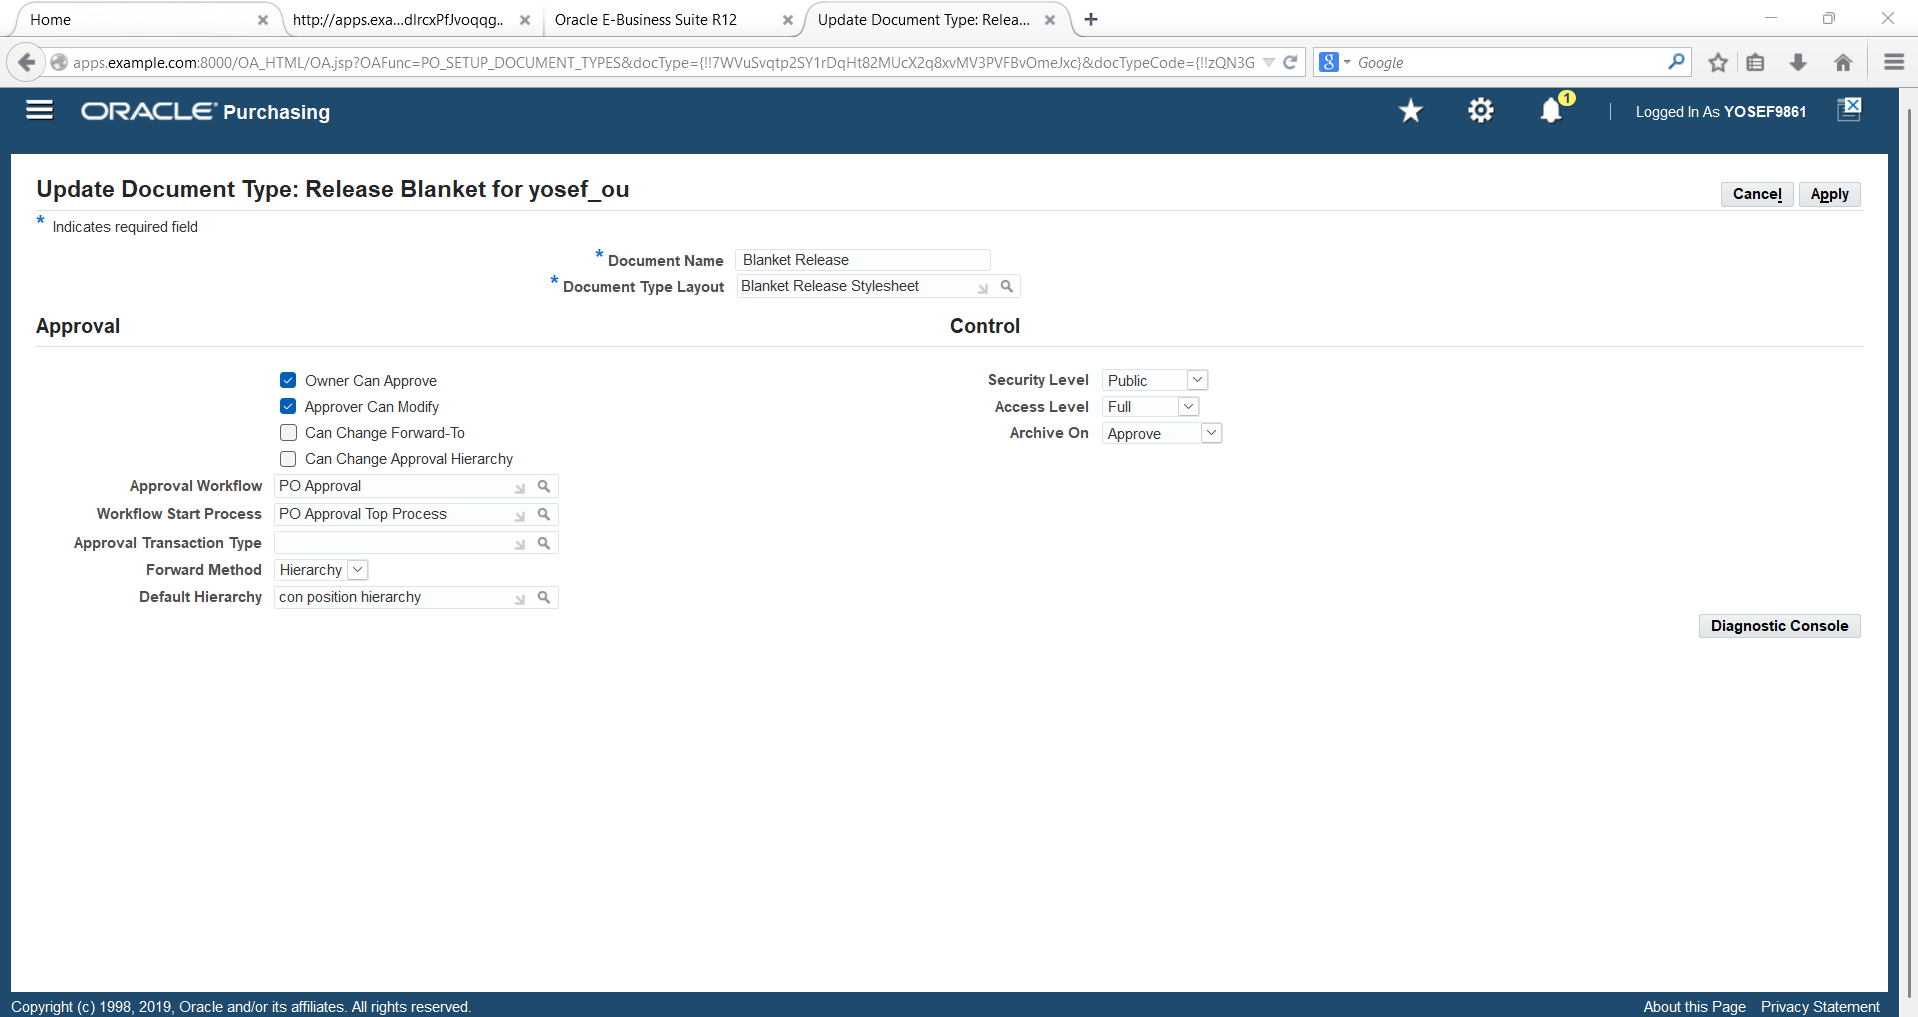 Home
http://apps.exa...dlrcxPfJvoqqg..
Oracle E-Business Suite R12
Update Document Type: Relea...
apps.example.com:8000/OA_HTML/OA.jsp?OAFunc=PO_SETUP_DOCUMENT_TYPES&docType={!!7WVuSvqtp2SY1rDqHt82MUcX2q8xvMV3PVFBvOmeJxc}&docTypeCode={!!zQN3G
Google
ORACLE Purchasing
1
Logged In As YOSEF9861
Update Document Type: Release Blanket for yosef_ou
Cancel
Apply
* Indicates required field
* Document Name Blanket Release
* Document Type Layout Blanket Release Stylesheet
Approval
Owner Can Approve
Approver Can Modify
Can Change Forward-To
Can Change Approval Hierarchy
Approval Workflow PO Approval
Workflow Start Process PO Approval Top Process
Approval Transaction Type
Forward Method Hierarchy
Default Hierarchy con position hierarchy
Control
Security Level Public
Access Level Full
Archive On Approve
Diagnostic Console
Copyright (c) 1998, 2019, Oracle and/or its affiliates. All rights reserved.
About this Page Privacy Statement